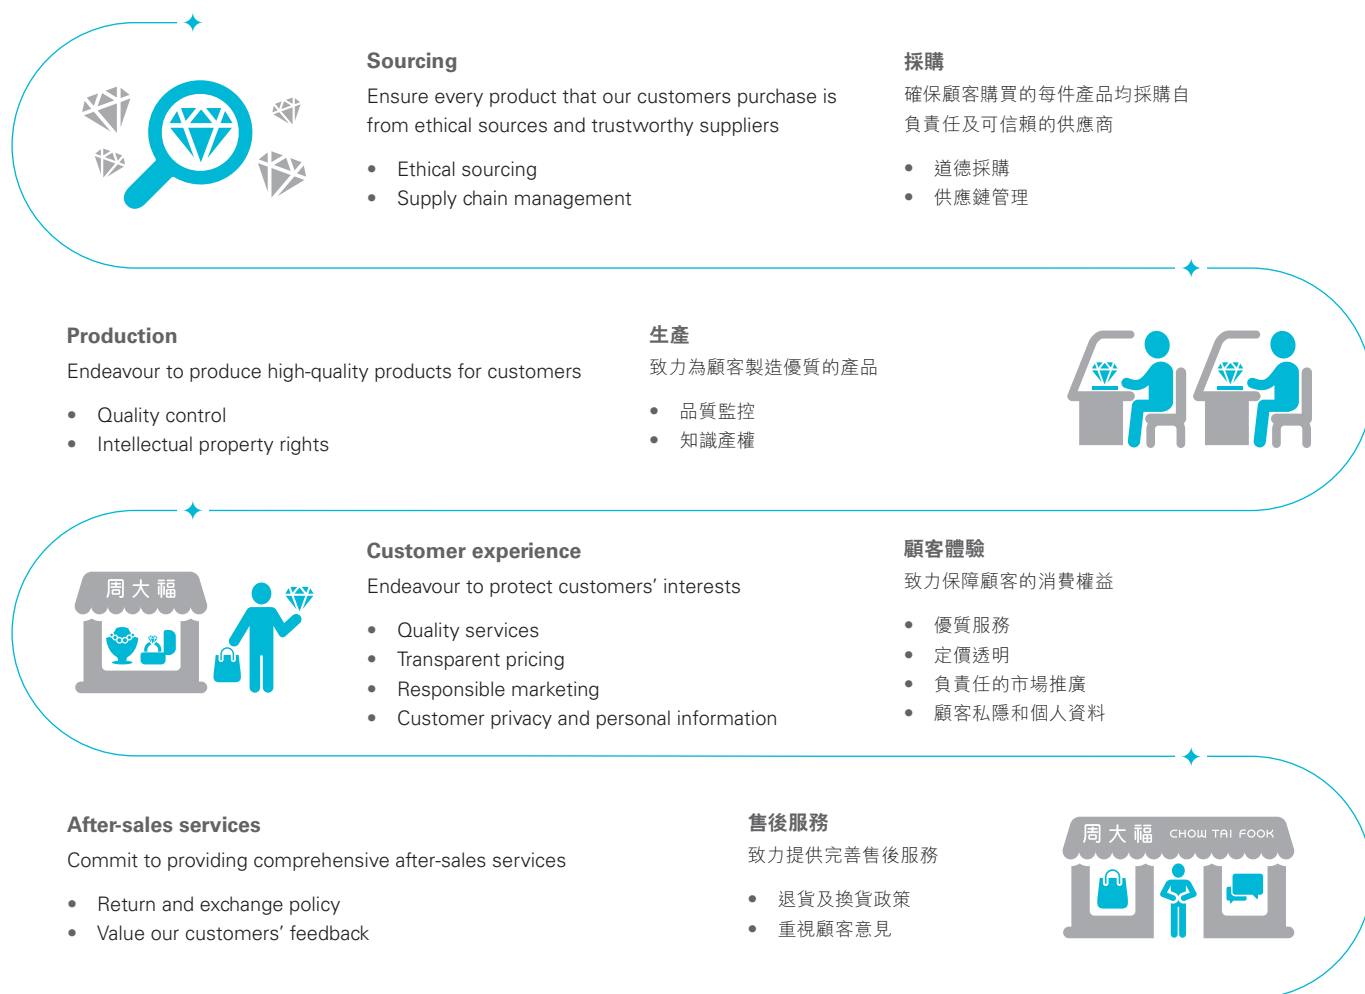 Sourcing
Ensure every product that our customers purchase is
from ethical sources and trustworthy suppliers
• Ethical sourcing
• Supply chain management
採購
確保顧客購買的每件產品均採購自
負責任及可信賴的供應商
• 道德採購
• 供應鏈管理
Production
Endeavour to produce high-quality products for customers
• Quality control
• Intellectual property rights
生產
致力為顧客製造優質的產品
• 品質監控
• 知識產權
周大福
Customer experience
Endeavour to protect customers’ interests
• Quality services
• Transparent pricing
• Responsible marketing
• Customer privacy and personal information
顧客體驗
致力保障顧客的消費權益
• 優質服務
• 定價透明
• 負責任的市場推廣
• 顧客私隱和個人資料
After-sales services
Commit to providing comprehensive after-sales services
• Return and exchange policy
• Value our customers’ feedback
售後服務
致力提供完善售後服務
• 退貨及換貨政策
• 重視顧客意見
周大福 CHOW TAI FOOK